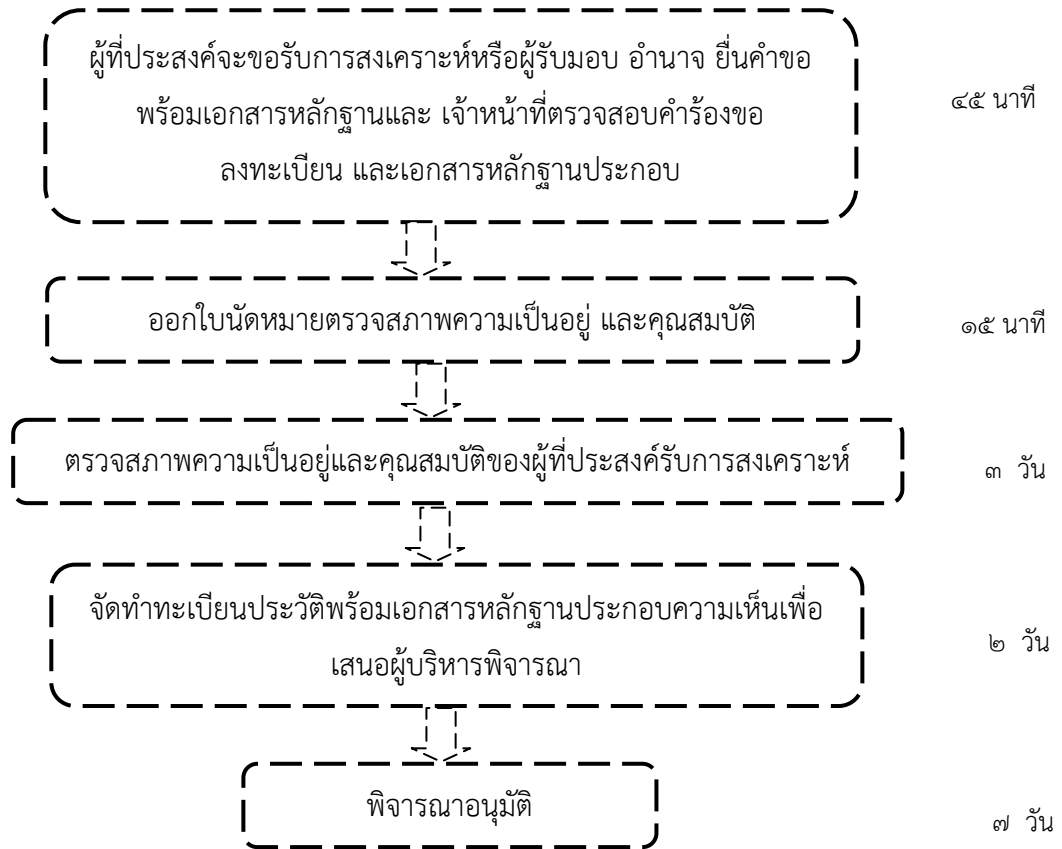 ผู้ที่ประสงค์จะขอรับการสงเคราะห์หรือผู้รับมอบ อำนาจ ยื่นคำขอ
พร้อมเอกสารหลักฐานและ เจ้าหน้าที่ตรวจสอบคำร้องขอ
ลงทะเบียน และเอกสารหลักฐานประกอบ
๔๕ นาที
ออกใบนัดหมายตรวจสภาพความเป็นอยู่ และคุณสมบัติ
๑๕ นาที
ตรวจสภาพความเป็นอยู่และคุณสมบัติของผู้ที่ประสงค์รับการสงเคราะห์
๓ วัน
จัดทำทะเบียนประวัติพร้อมเอกสารหลักฐานประกอบความเห็นเพื่อ
เสนอผู้บริหารพิจารณา
๒ วัน
พิจารณาอนุมัติ
๗ วัน